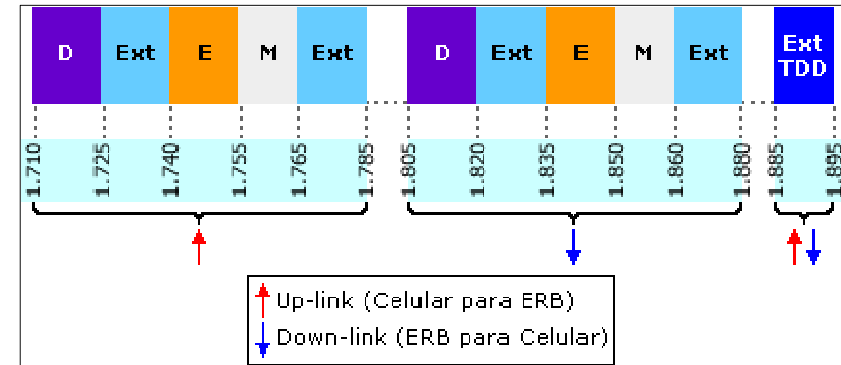 D Ext E M Ext D Ext E M Ext Ext
TDD
1.710 1.725 1.740 1.755 1.765 1.785 1.805 1.820 1.835 1.850 1.860 1.880 1.885 1.895
Up-link (Celular para ERB)
Down-link (ERB para Celular)